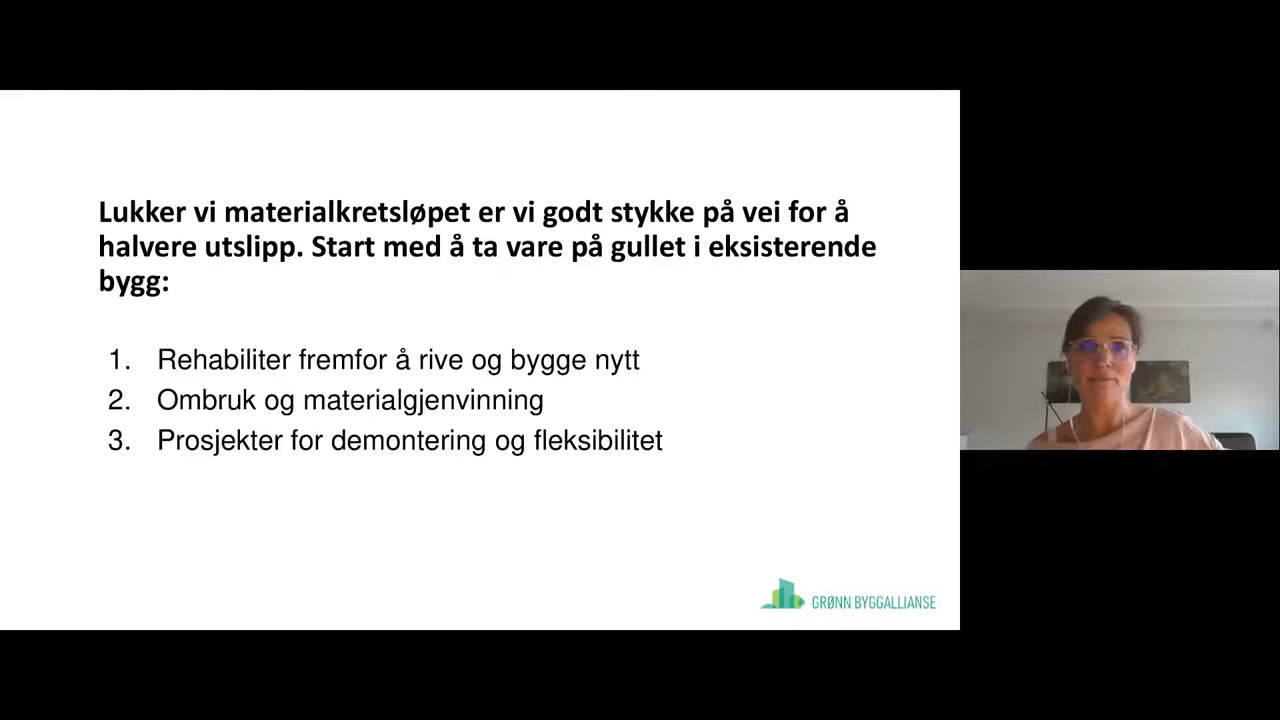 Lukker vi materialkretsløpet er vi godt stykke på vei for å
halvere utslipp. Start med å ta vare på gullet i eksisterende
bygg:
1. Rehabiliter fremfor å rive og bygge nytt
2. Ombruk og materialgjenvinning
3. Prosjekter for demontering og fleksibilitet
GRØNN BYGGALLIANSE